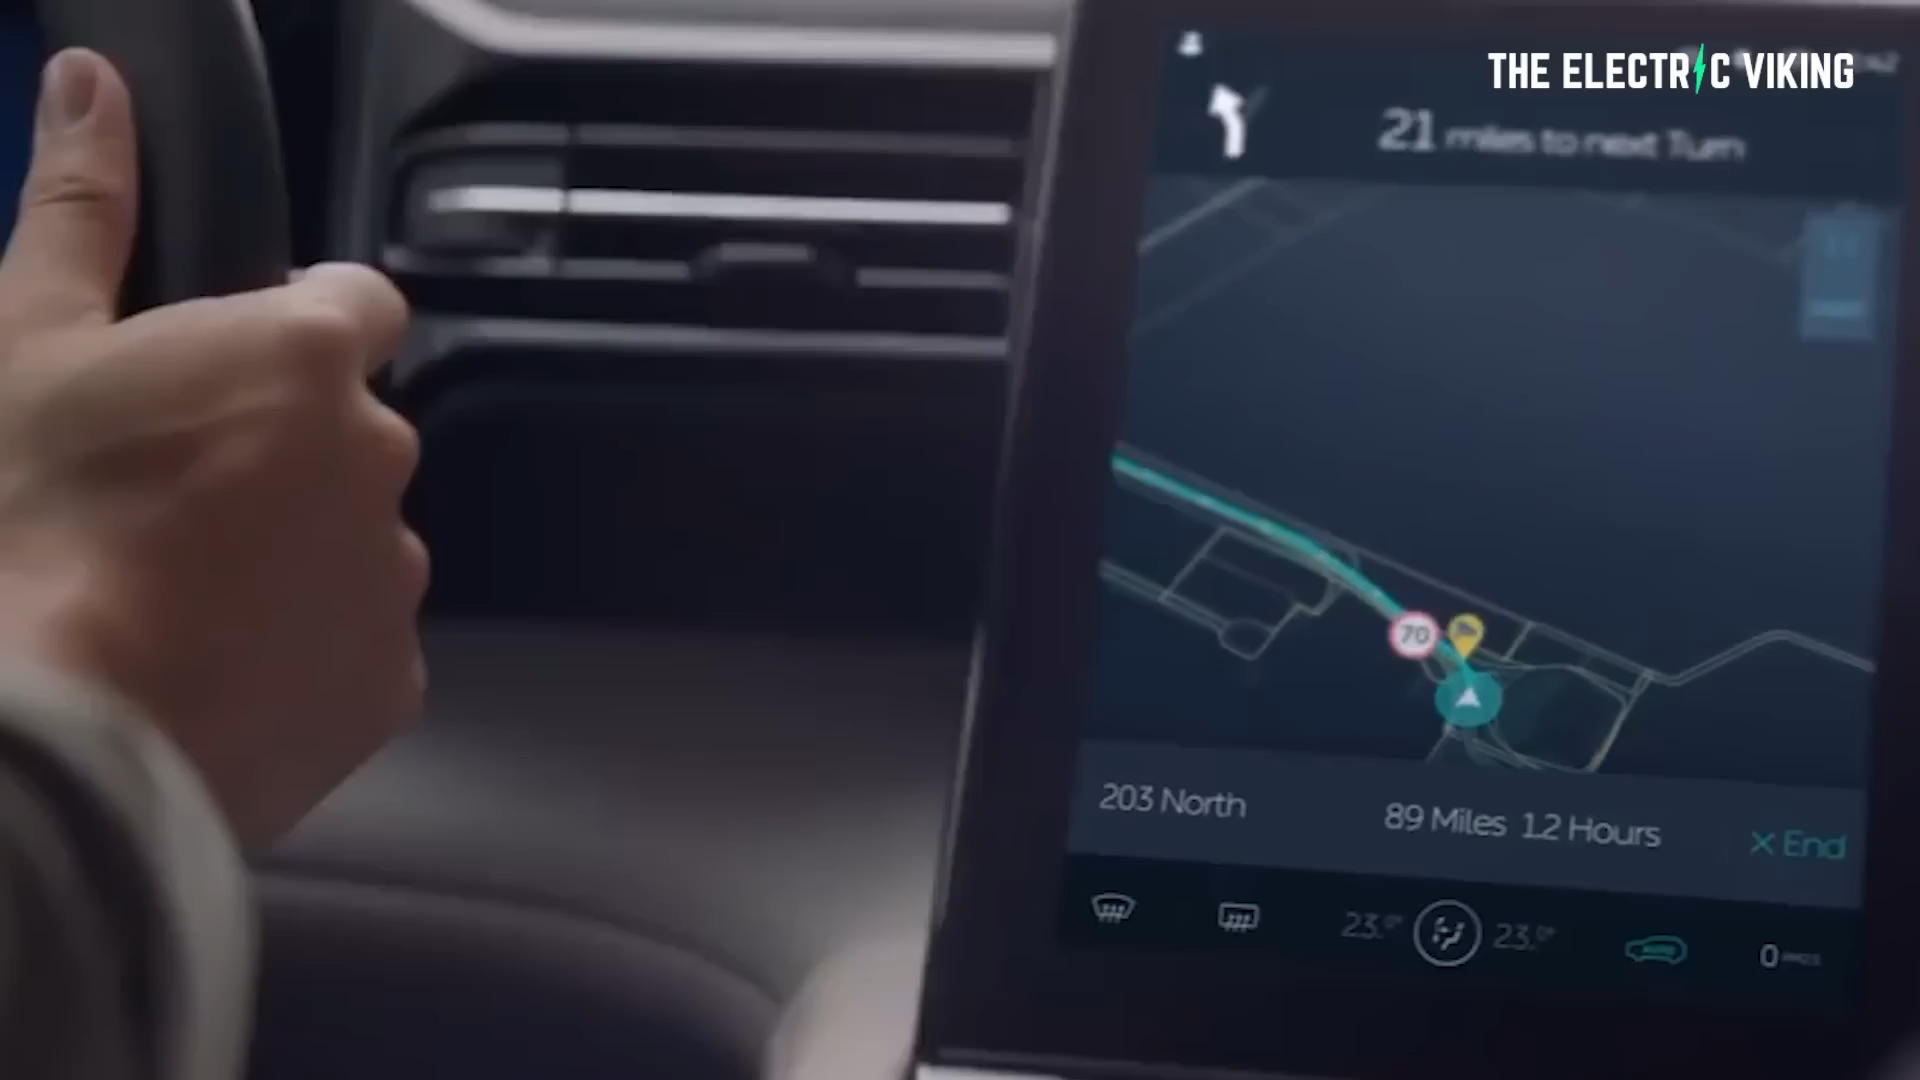 THE ELECTRIC VIKING
21 miles to next Turn
70
203 North
89 Miles 1.2 Hours
× End
23.0°
23.0°
AUTO
0